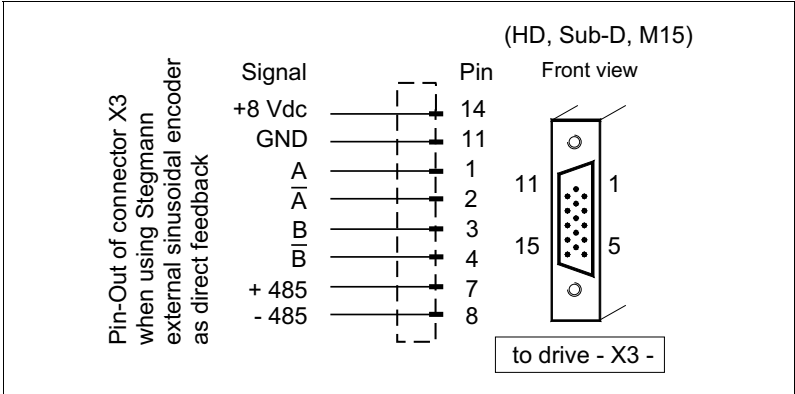 Pin-Out of connector X3
when using Stegmann
external sinusoidal encoder
as direct feedback
(HD, Sub-D, M15)
Signal Pin Front view
+8 Vdc 14
GND 11
A 1
A̅ 2
B 3
B̅ 4
+ 485 7
- 485 8
11 1
15 5
to drive - X3 -